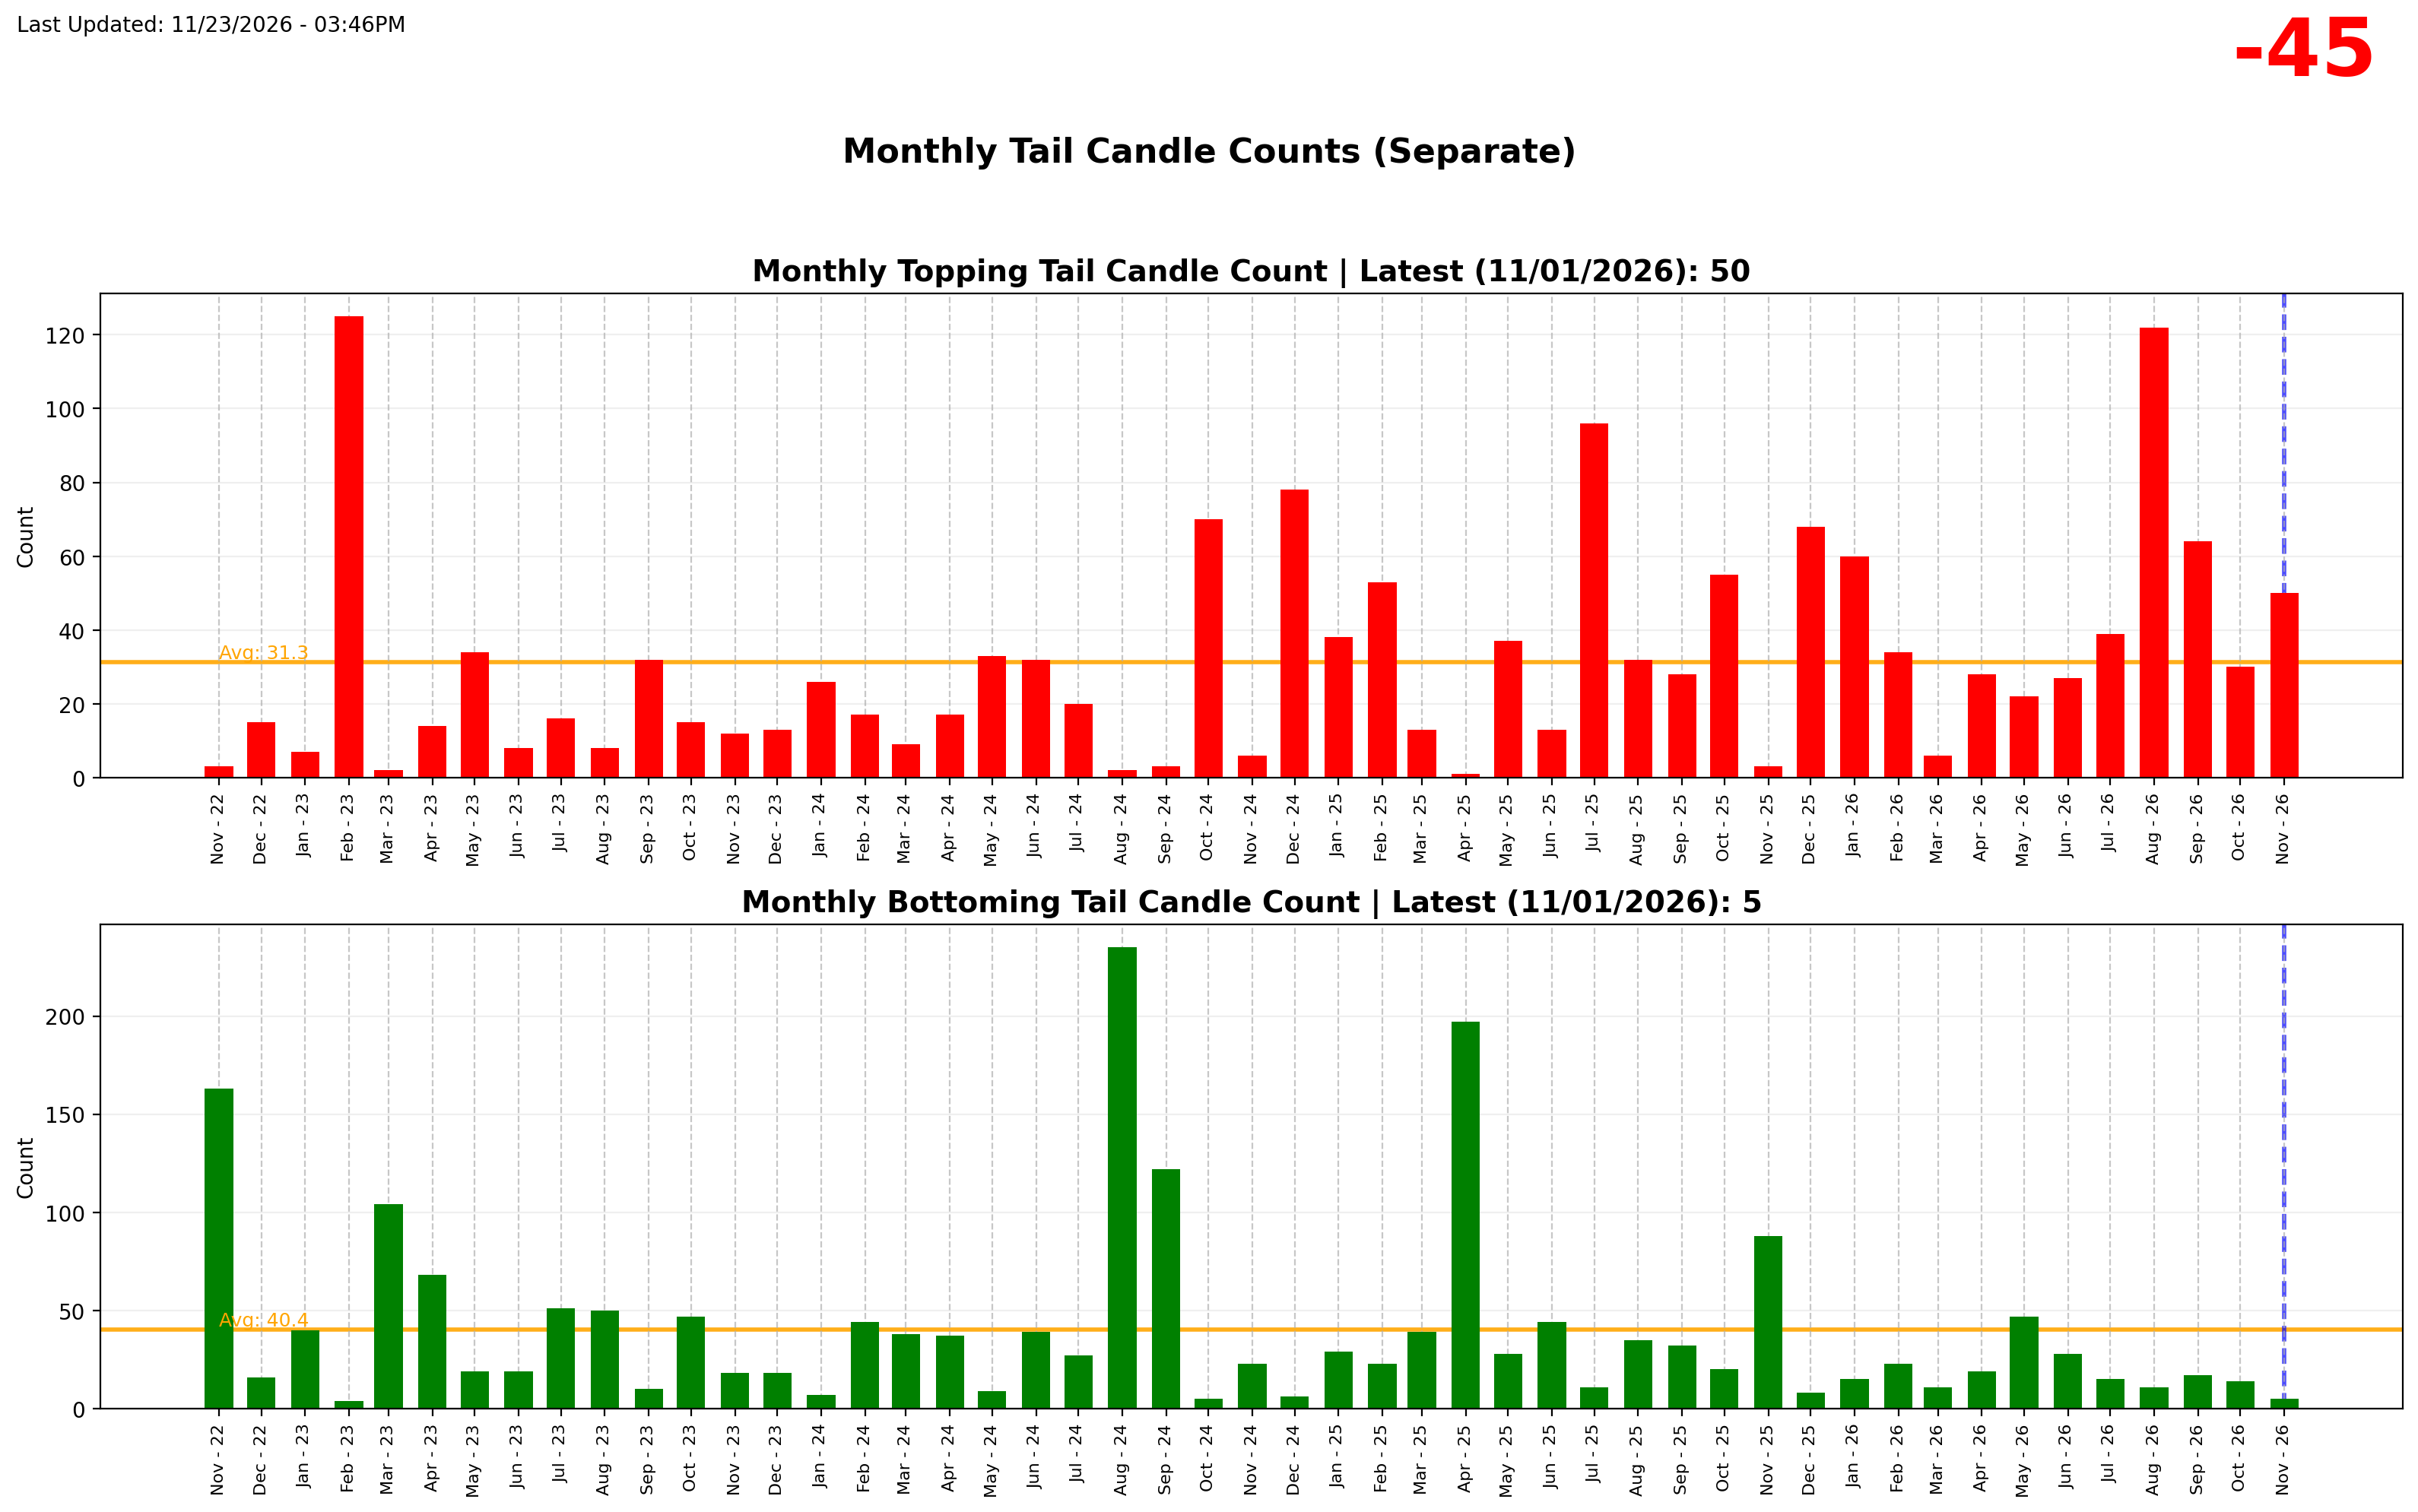 Last Updated: 11/23/2026 - 03:46PM
-45
Monthly Tail Candle Counts (Separate)
Monthly Topping Tail Candle Count | Latest (11/01/2026): 50
Count
120
100
80
60
40
20
0
Avg: 31.3
Nov - 22
Dec - 22
Jan - 23
Feb - 23
Mar - 23
Apr - 23
May - 23
Jun - 23
Jul - 23
Aug - 23
Sep - 23
Oct - 23
Nov - 23
Dec - 23
Jan - 24
Feb - 24
Mar - 24
Apr - 24
May - 24
Jun - 24
Jul - 24
Aug - 24
Sep - 24
Oct - 24
Nov - 24
Dec - 24
Jan - 25
Feb - 25
Mar - 25
Apr - 25
May - 25
Jun - 25
Jul - 25
Aug - 25
Sep - 25
Oct - 25
Nov - 25
Dec - 25
Jan - 26
Feb - 26
Mar - 26
Apr - 26
May - 26
Jun - 26
Jul - 26
Aug - 26
Sep - 26
Oct - 26
Nov - 26
Monthly Bottoming Tail Candle Count | Latest (11/01/2026): 5
Count
200
150
100
50
0
Avg: 40.4
Nov - 22
Dec - 22
Jan - 23
Feb - 23
Mar - 23
Apr - 23
May - 23
Jun - 23
Jul - 23
Aug - 23
Sep - 23
Oct - 23
Nov - 23
Dec - 23
Jan - 24
Feb - 24
Mar - 24
Apr - 24
May - 24
Jun - 24
Jul - 24
Aug - 24
Sep - 24
Oct - 24
Nov - 24
Dec - 24
Jan - 25
Feb - 25
Mar - 25
Apr - 25
May - 25
Jun - 25
Jul - 25
Aug - 25
Sep - 25
Oct - 25
Nov - 25
Dec - 25
Jan - 26
Feb - 26
Mar - 26
Apr - 26
May - 26
Jun - 26
Jul - 26
Aug - 26
Sep - 26
Oct - 26
Nov - 26